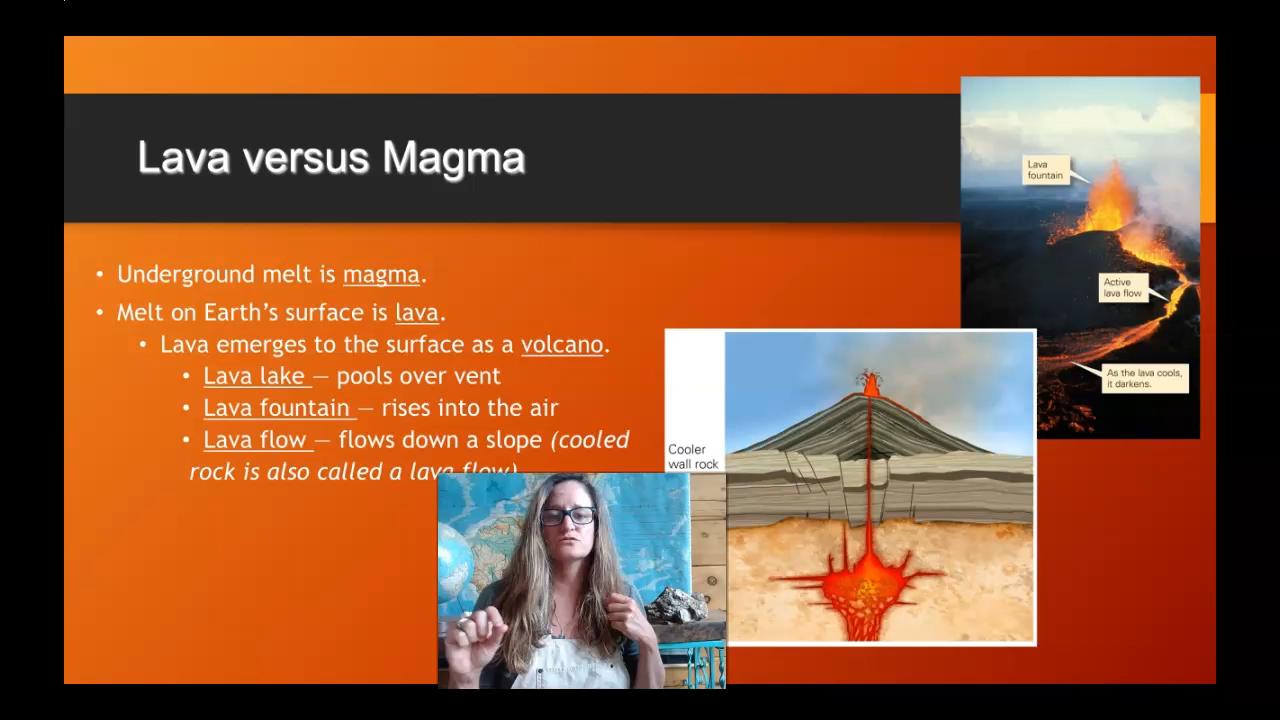 Lava versus Magma
• Underground melt is magma.
• Melt on Earth’s surface is lava.
• Lava emerges to the surface as a volcano.
• Lava lake — pools over vent
• Lava fountain — rises into the air
• Lava flow — flows down a slope (cooled
rock is also called a lava flow)
Lava
fountain
Active
lava flow
As the lava cools,
it darkens.
Cooler
wall rock